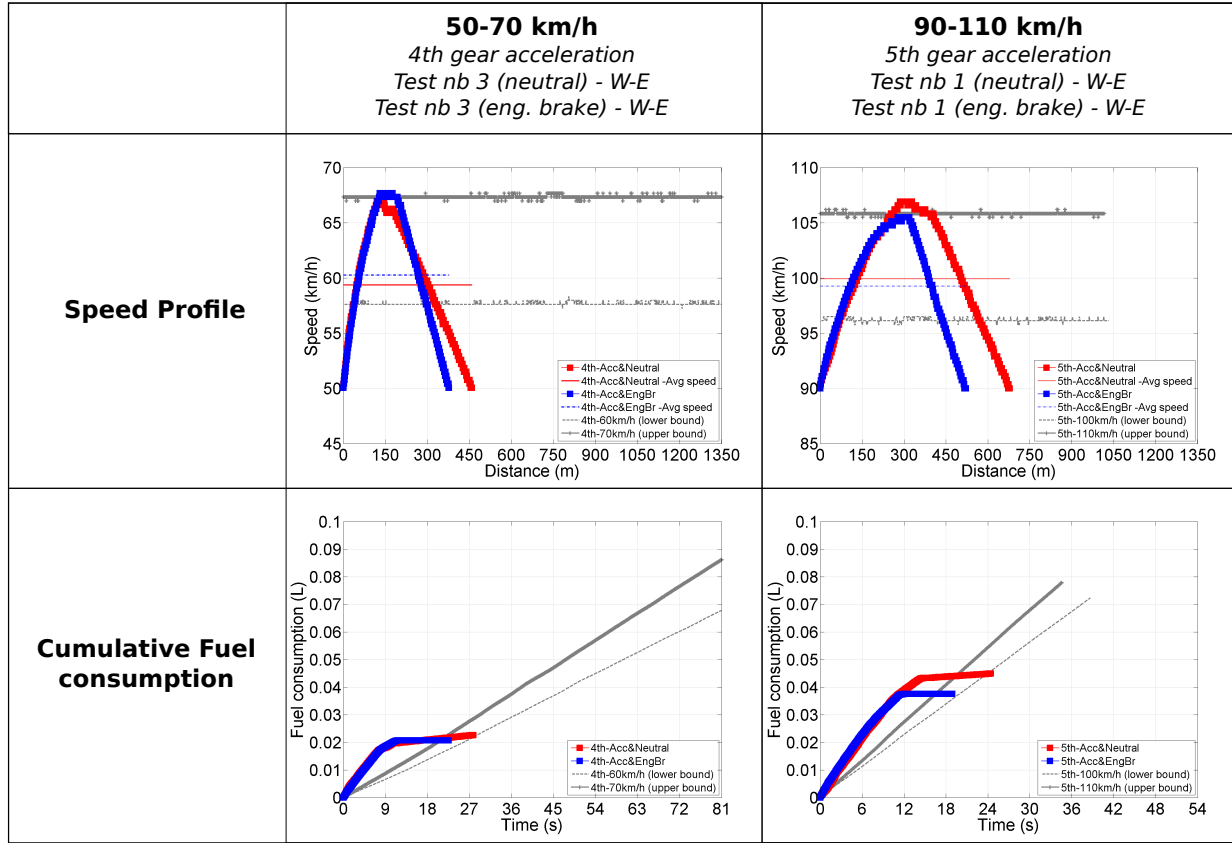 50-70 km/h
4th gear acceleration
Test nb 3 (neutral) - W-E
Test nb 3 (eng. brake) - W-E
90-110 km/h
5th gear acceleration
Test nb 1 (neutral) - W-E
Test nb 1 (eng. brake) - W-E
Speed Profile
70
65
60
55
50
45
Speed (km/h)
4th-Acc&Neutral
4th-Acc&Neutral -Avg speed
4th-Acc&EngBr
4th-Acc&EngBr -Avg speed
4th-60km/h (lower bound)
4th-70km/h (upper bound)
0 150 300 450 600 750 900 1050 1200 1350
Distance (m)
110
105
100
95
90
85
Speed (km/h)
5th-Acc&Neutral
5th-Acc&Neutral -Avg speed
5th-Acc&EngBr
5th-Acc&EngBr -Avg speed
5th-100km/h (lower bound)
5th-110km/h (upper bound)
0 150 300 450 600 750 900 1050 1200 1350
Distance (m)
Cumulative Fuel
consumption
0.1
0.09
0.08
0.07
0.06
0.05
0.04
0.03
0.02
0.01
0
Fuel consumption (L)
4th-Acc&Neutral
4th-Acc&EngBr
4th-60km/h (lower bound)
4th-70km/h (upper bound)
0 9 18 27 36 45 54 63 72 81
Time (s)
0.1
0.09
0.08
0.07
0.06
0.05
0.04
0.03
0.02
0.01
0
Fuel consumption (L)
5th-Acc&Neutral
5th-Acc&EngBr
5th-100km/h (lower bound)
5th-110km/h (upper bound)
0 6 12 18 24 30 36 42 48 54
Time (s)